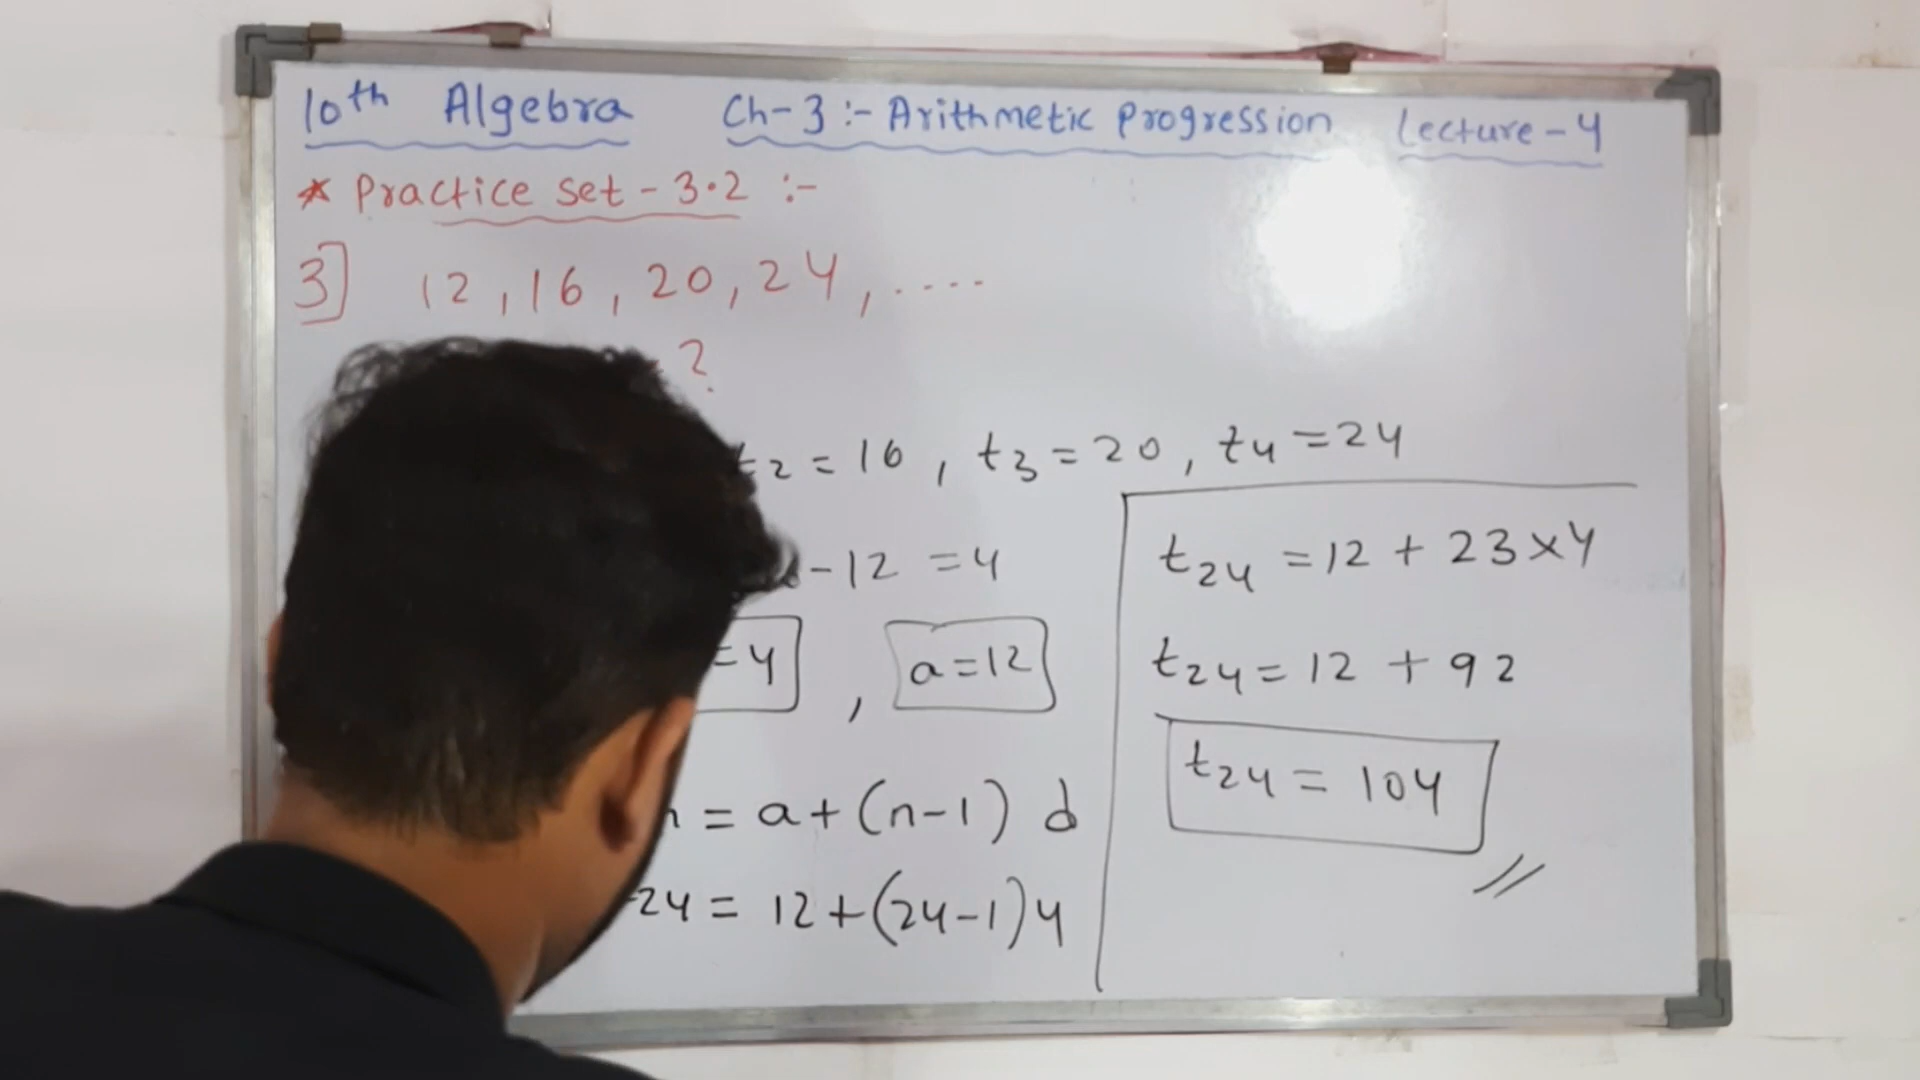 10th Algebra Ch-3 :- Arithmetic Progression Lecture-4
* Practice set - 3.2 :-
3] 12, 16, 20, 24, ....
?
t2 = 16, t3 = 20, t4 = 24
-12 = 4
=4, a=12
= a+(n-1) d
24 = 12+(24-1)4
t24 = 12 + 23x4
t24 = 12 + 92
t24 = 104